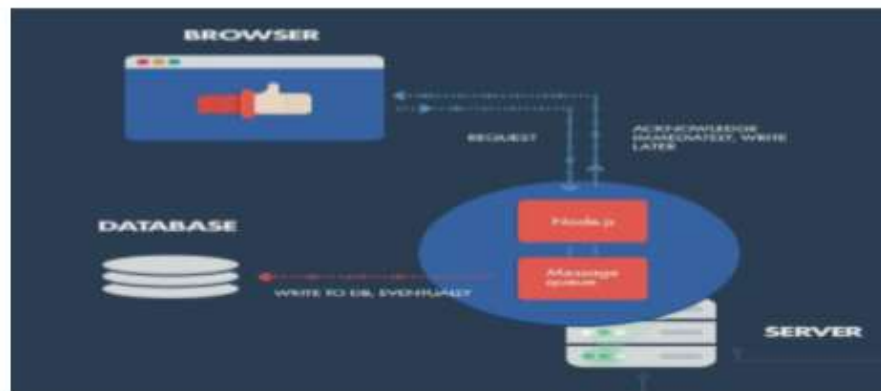 BROWSER
REQUEST
ACKNOWLEDGE
IMMEDIATELY, WRITE
LATER
DATABASE
Node.js
Message
queue
WRITE TO DB, EVENTUALLY
SERVER